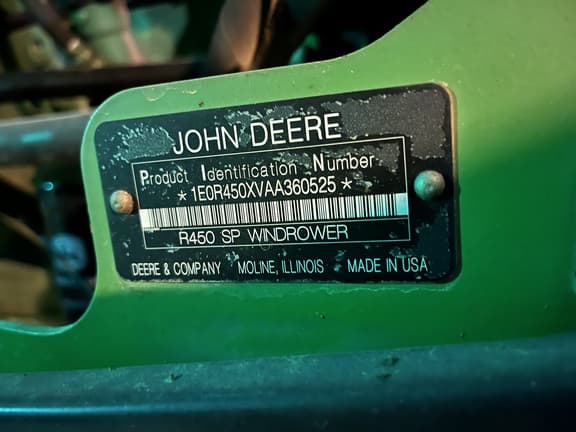 JOHN DEERE
Product Identification Number
*1E0R450XVAA360525*
R450 SP WINDROWER
DEERE & COMPANY MOLINE, ILLINOIS MADE IN USA